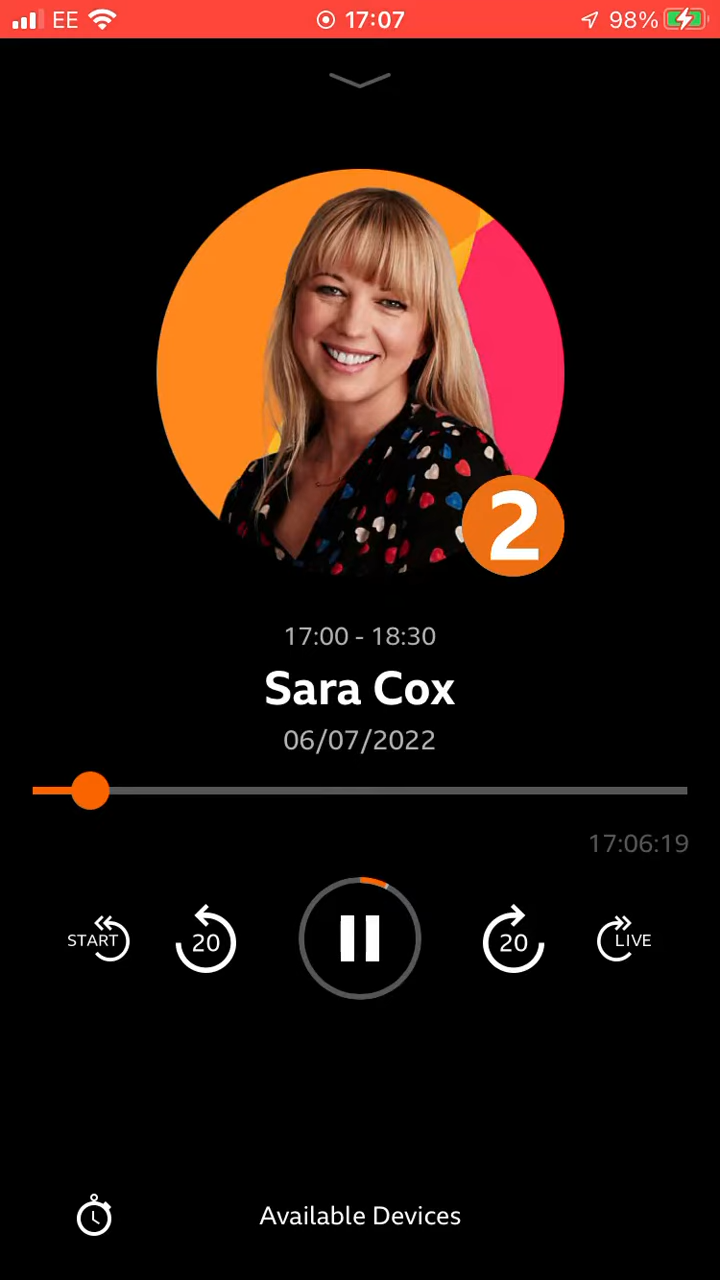 EE 17:07 98%
2
17:00 - 18:30
Sara Cox
06/07/2022
17:06:19
START 20 20 LIVE
Available Devices